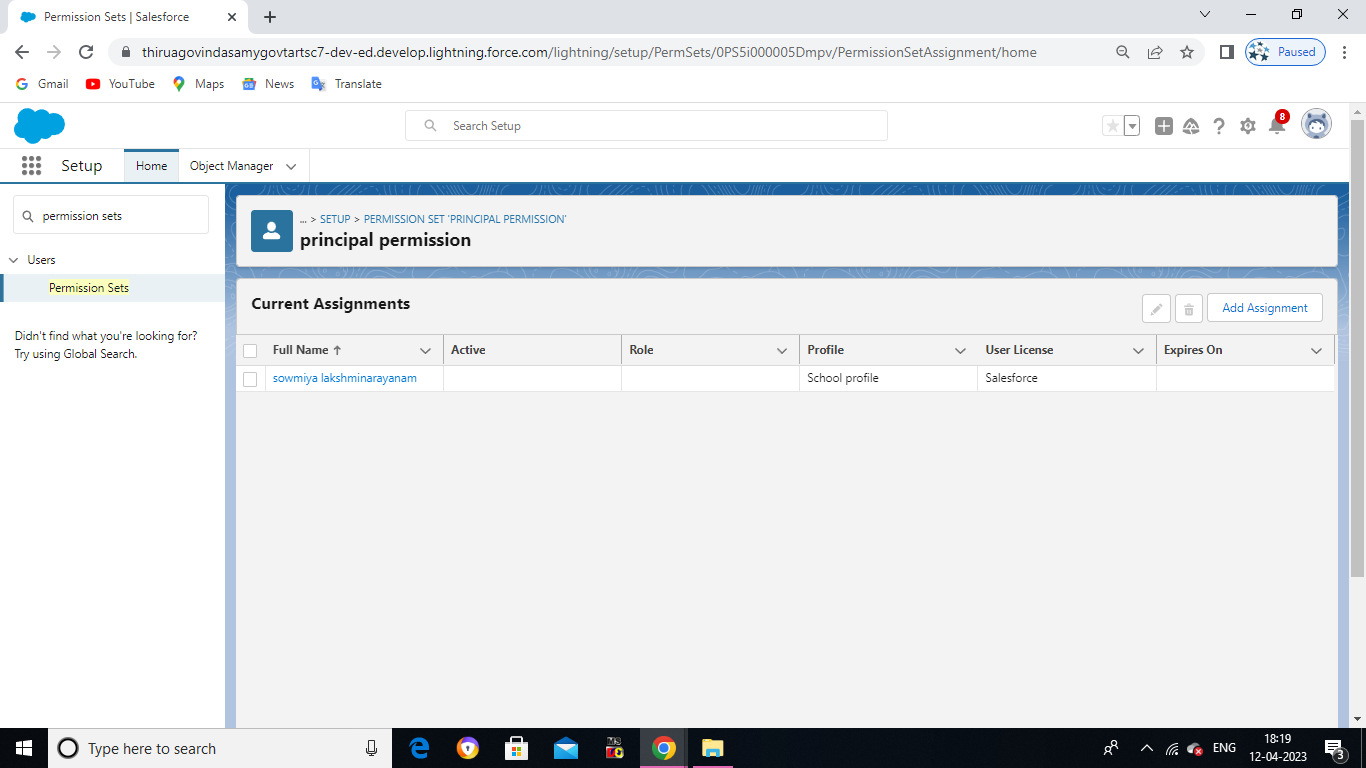 Permission Sets | Salesforce
thiruagovindasamygovtartsc7-dev-ed.develop.lightning.force.com/lightning/setup/PermSets/0PS5i000005Dmpv/PermissionSetAssignment/home
Paused
Gmail
YouTube
Maps
News
Translate
Search Setup
8
Setup
Home
Object Manager
permission sets
Users
Permission Sets
Didn't find what you're looking for?
Try using Global Search.
... > SETUP > PERMISSION SET 'PRINCIPAL PERMISSION'
principal permission
Current Assignments
Add Assignment
Full Name Active Role Profile User License Expires On
sowmiya lakshminarayanam School profile Salesforce
Type here to search
ENG
18:19
12-04-2023
3